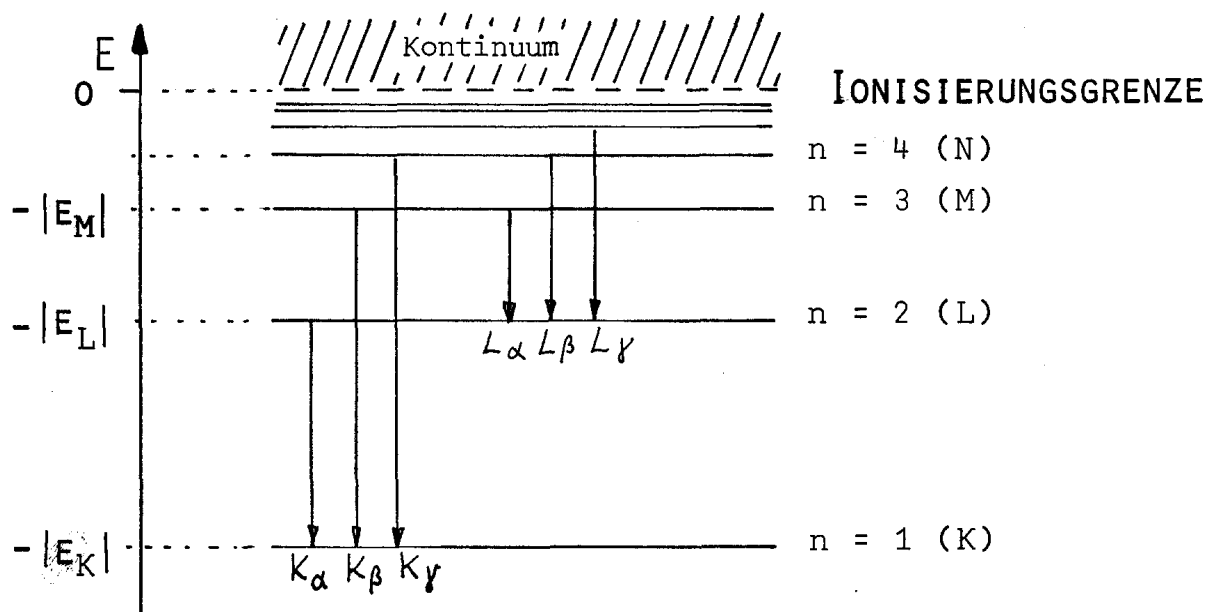 Kontinuum
E
0
IONISIERUNGSGRENZE
n = 4 (N)
-|E_M|
n = 3 (M)
-|E_L|
n = 2 (L)
Lα Lβ Lγ
-|E_K|
n = 1 (K)
Kα Kβ Kγ